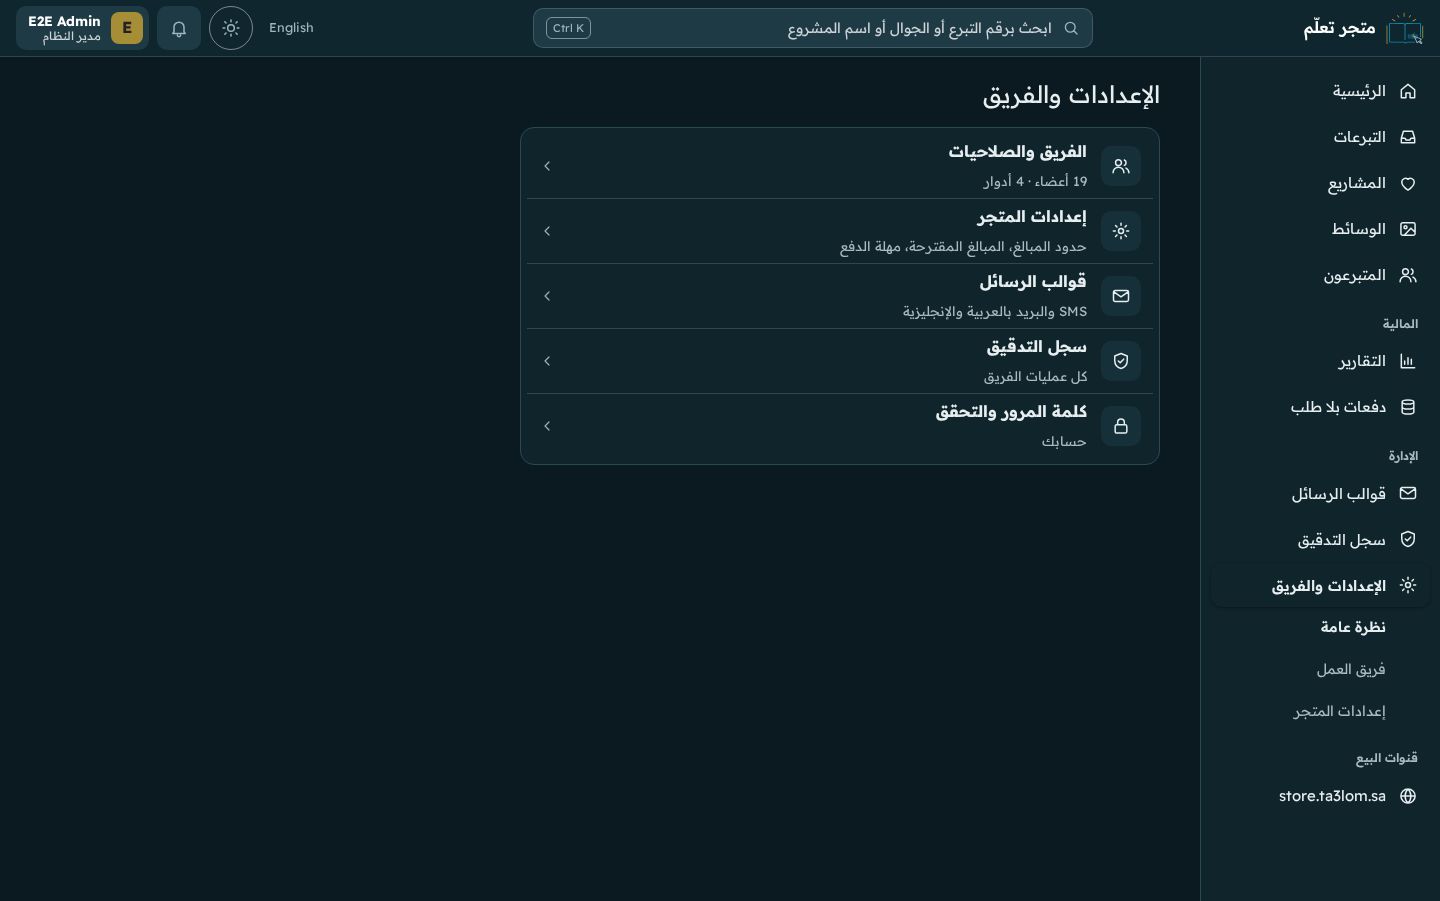 متجر تعلّم
ابحث برقم التبرع أو الجوال أو اسم المشروع
Ctrl K
English
E2E Admin
مدير النظام
E
الرئيسية
التبرعات
المشاريع
الوسائط
المتبرعون
المالية
التقارير
دفعات بلا طلب
الإدارة
قوالب الرسائل
سجل التدقيق
الإعدادات والفريق
نظرة عامة
فريق العمل
إعدادات المتجر
قنوات البيع
store.ta3lom.sa
الإعدادات والفريق
الفريق والصلاحيات
19 أعضاء · 4 أدوار
إعدادات المتجر
حدود المبالغ، المبالغ المقترحة، مهلة الدفع
قوالب الرسائل
SMS والبريد بالعربية والإنجليزية
سجل التدقيق
كل عمليات الفريق
كلمة المرور والتحقق
حسابك